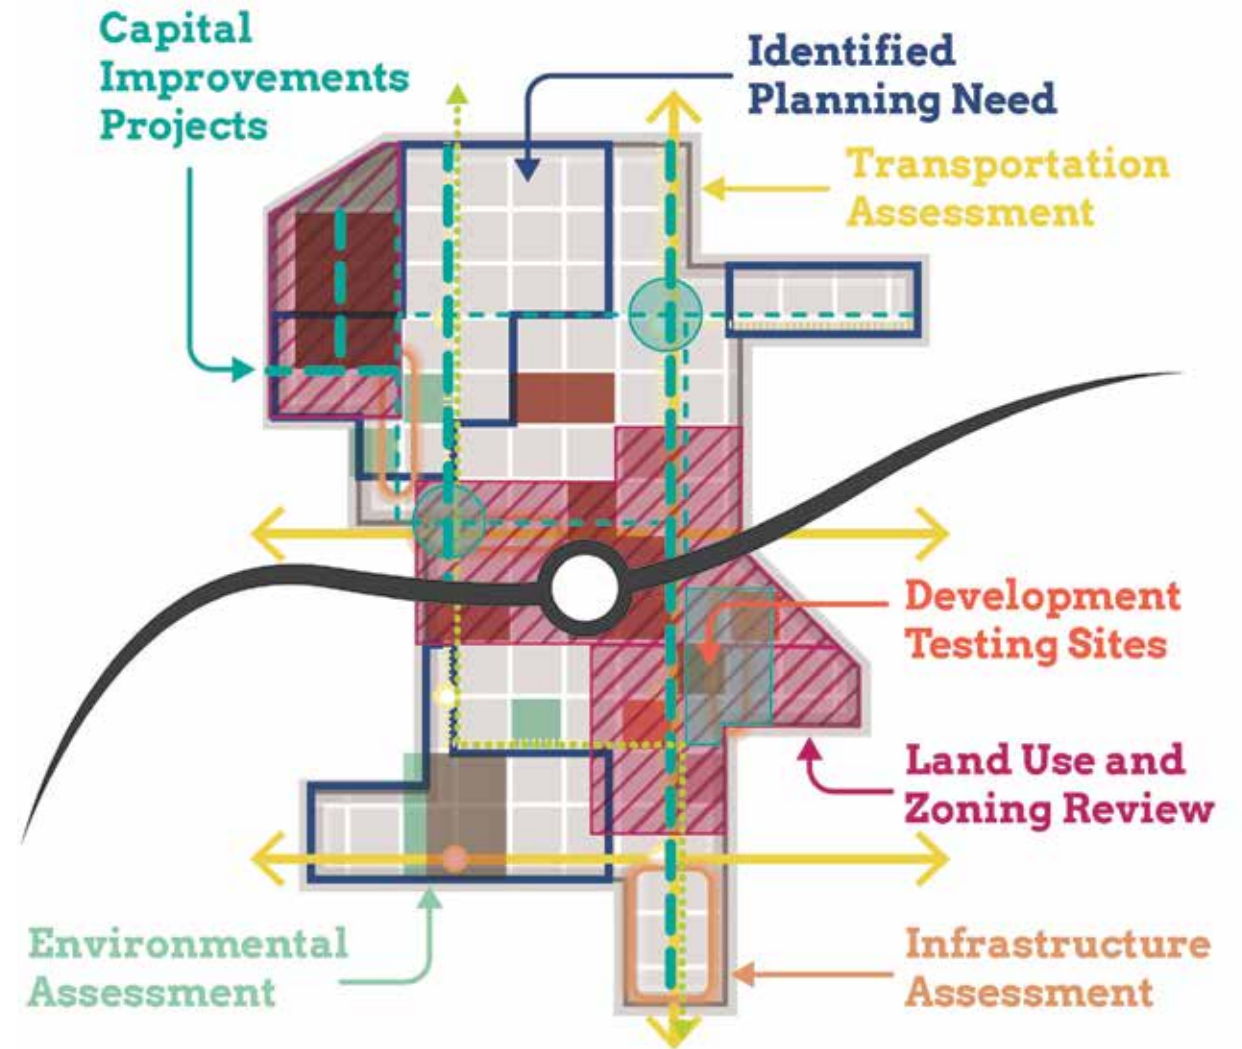 Capital
Improvements
Projects
Identified
Planning Need
Transportation
Assessment
Development
Testing Sites
Land Use and
Zoning Review
Environmental
Assessment
Infrastructure
Assessment